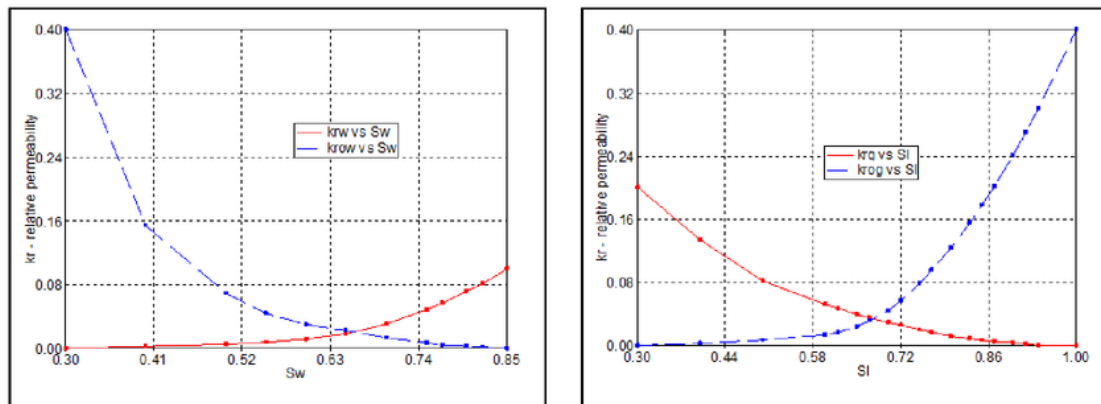 kr - relative permeability
0.40
0.32
0.24
0.16
0.08
0.00
krw vs Sw
krow vs Sw
0.30 0.41 0.52 0.63 0.74 0.85
Sw
kr - relative permeability
0.40
0.32
0.24
0.16
0.08
0.00
krg vs Sl
krog vs Sl
0.30 0.44 0.58 0.72 0.86 1.00
Sl